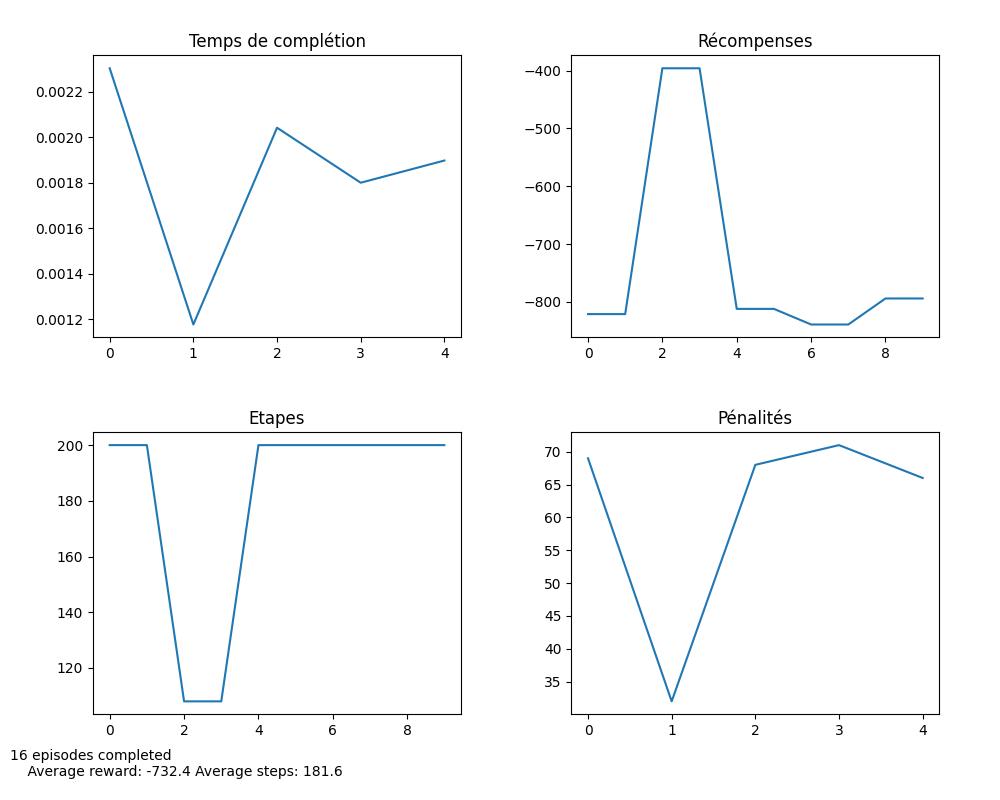 Temps de complétion
0.0022
0.0020
0.0018
0.0016
0.0014
0.0012
0 1 2 3 4
Récompenses
−400
−500
−600
−700
−800
0 2 4 6 8
Etapes
200
180
160
140
120
0 2 4 6 8
Pénalités
70
65
60
55
50
45
40
35
0 1 2 3 4
16 episodes completed
Average reward: -732.4 Average steps: 181.6